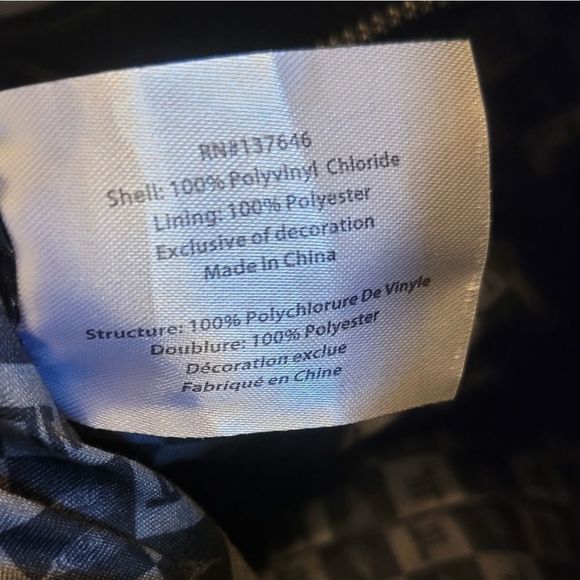 RN#137646
Shell: 100% Polyvinyl Chloride
Lining: 100% Polyester
Exclusive of decoration
Made in China
Structure: 100% Polychlorure De Vinyle
Doublure: 100% Polyester
Décoration exclue
Fabriqué en Chine